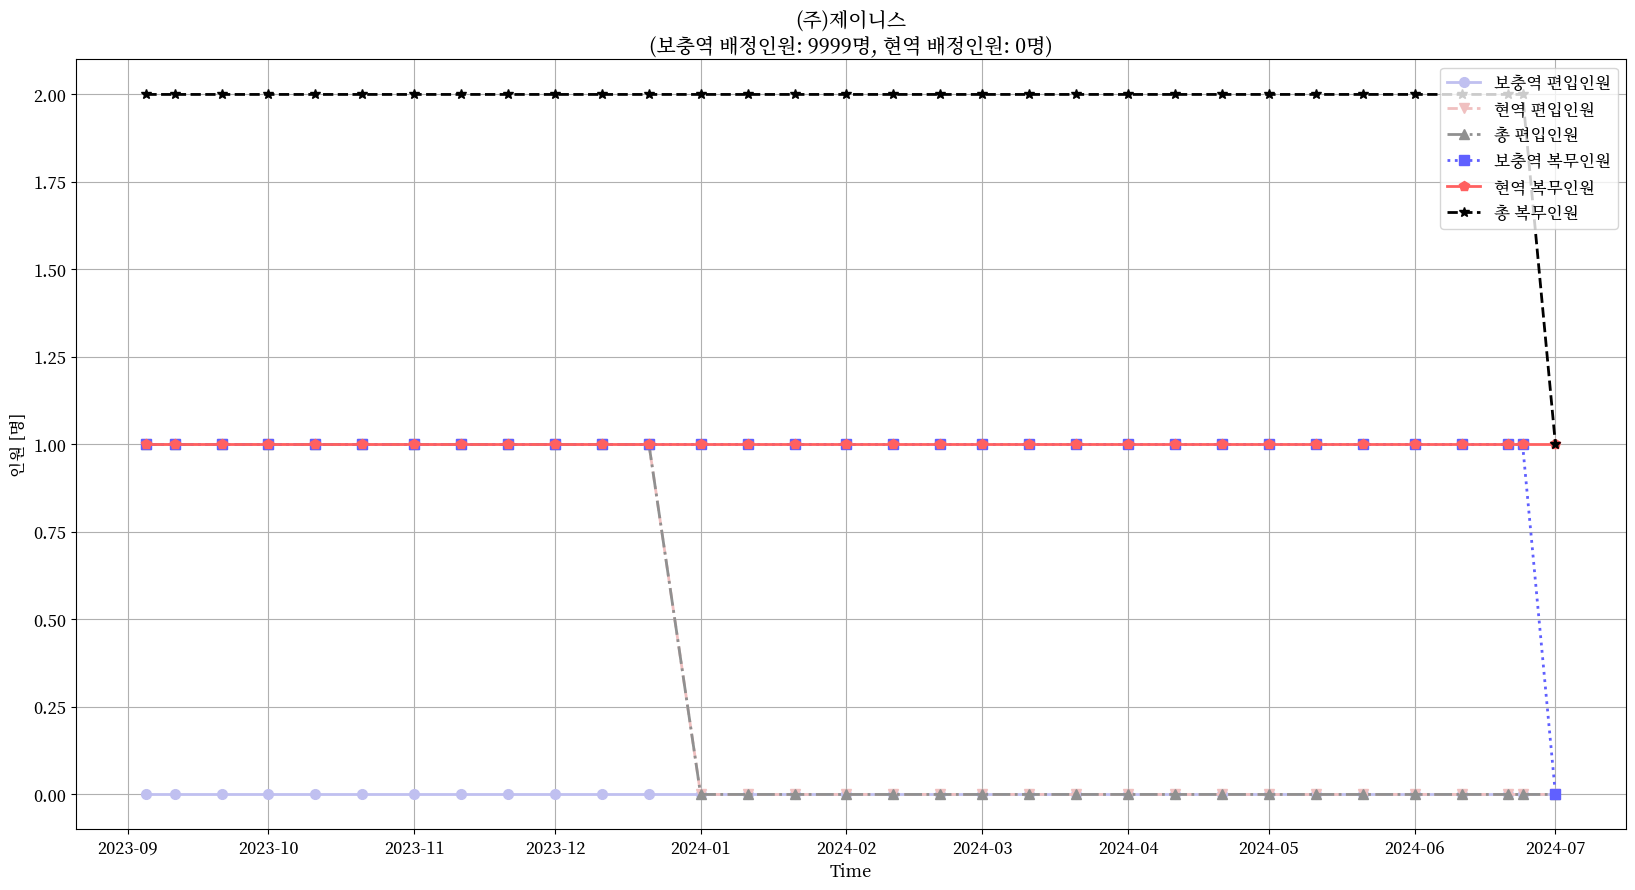 (주)제이니스
(보충역 배정인원: 9999명, 현역 배정인원: 0명)
보충역 편입인원
현역 편입인원
총 편입인원
보충역 복무인원
현역 복무인원
총 복무인원
인원 [명]
2.00
1.75
1.50
1.25
1.00
0.75
0.50
0.25
0.00
2023-09 2023-10 2023-11 2023-12 2024-01 2024-02 2024-03 2024-04 2024-05 2024-06 2024-07
Time